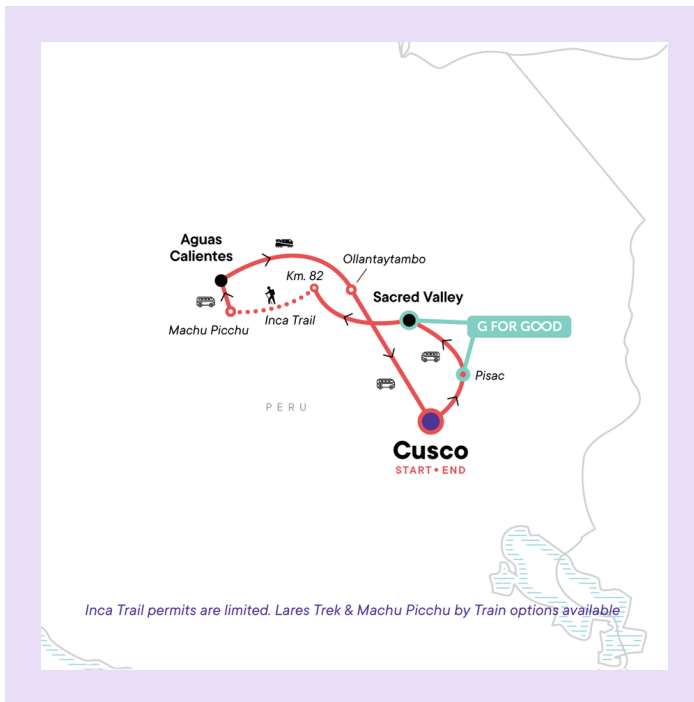 Aguas
Calientes
Ollantaytambo
Km. 82
Sacred Valley
Inca Trail
Machu Picchu
G FOR GOOD
Pisac
PERU
Cusco
START • END
Inca Trail permits are limited. Lares Trek & Machu Picchu by Train options available